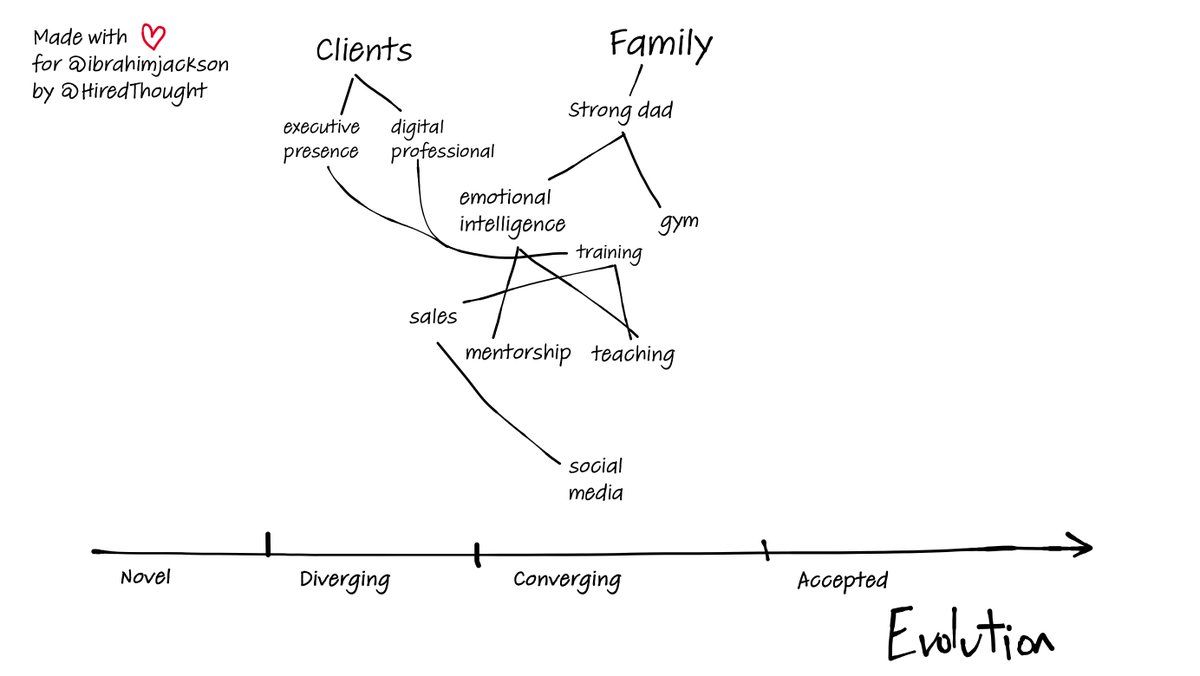 Made with
for @ibrahimjackson
by @HiredThought
Clients
Family
Strong dad
executive
presence
digital
professional
emotional
intelligence
gym
training
sales
mentorship
teaching
social
media
Novel
Diverging
Converging
Accepted
Evolution